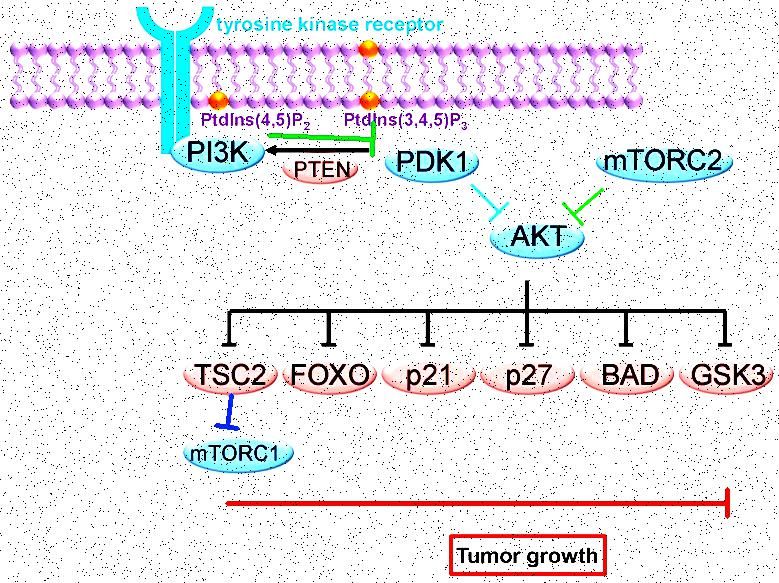 tyrosine kinase receptor
PtdIns(4,5)P2 PtdIns(3,4,5)P3
PI3K
PTEN
PDK1
mTORC2
AKT
TSC2 FOXO p21 p27 BAD GSK3
mTORC1
Tumor growth